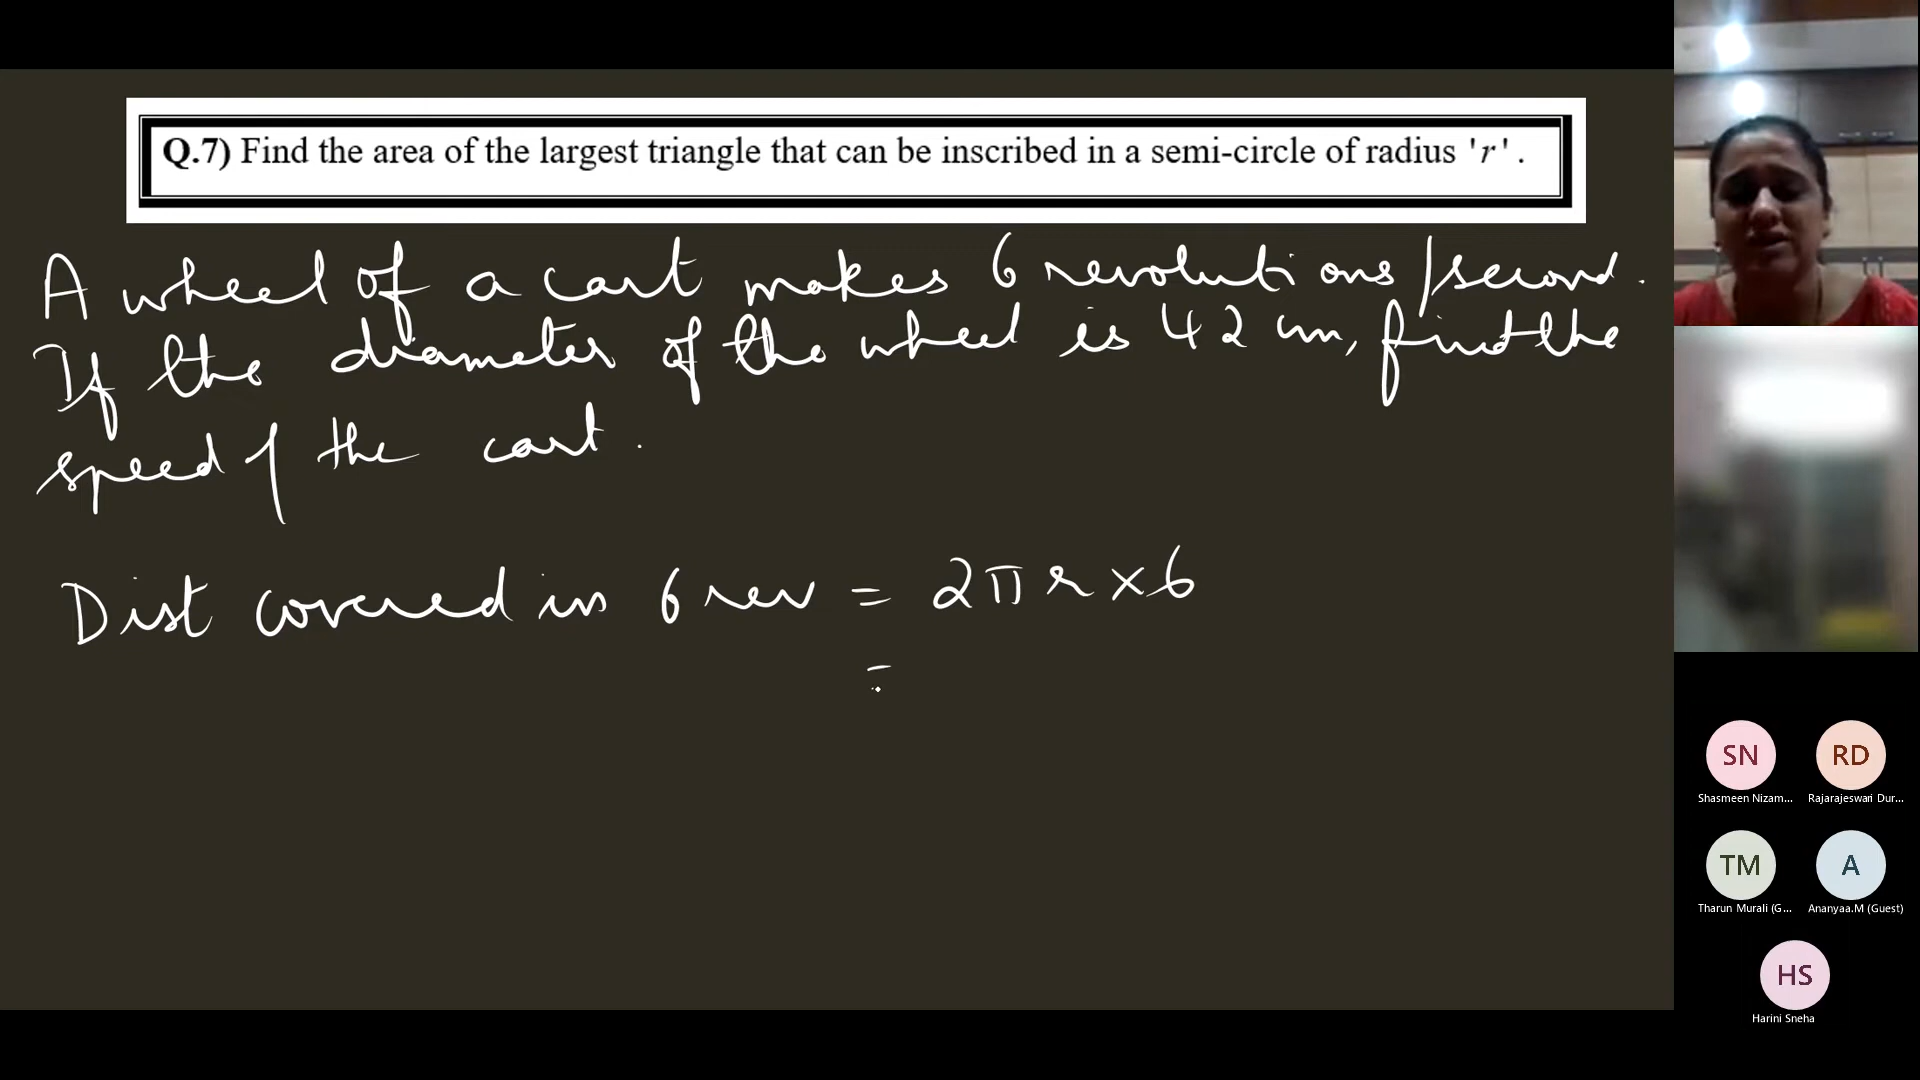 Q.7) Find the area of the largest triangle that can be inscribed in a semi-circle of radius 'r' .
A wheel of a cart makes 6 revolutions/second.
If the diameter of the wheel is 42 cm, find the
speed of the cart.
Dist covered in 6 rev = 2πr×6
=
SN RD
Shasmeen Nizam... Rajarajeswari Dur...
TM A
Tharun Murali (G... Ananyaa.M (Guest)
HS
Harini Sneha